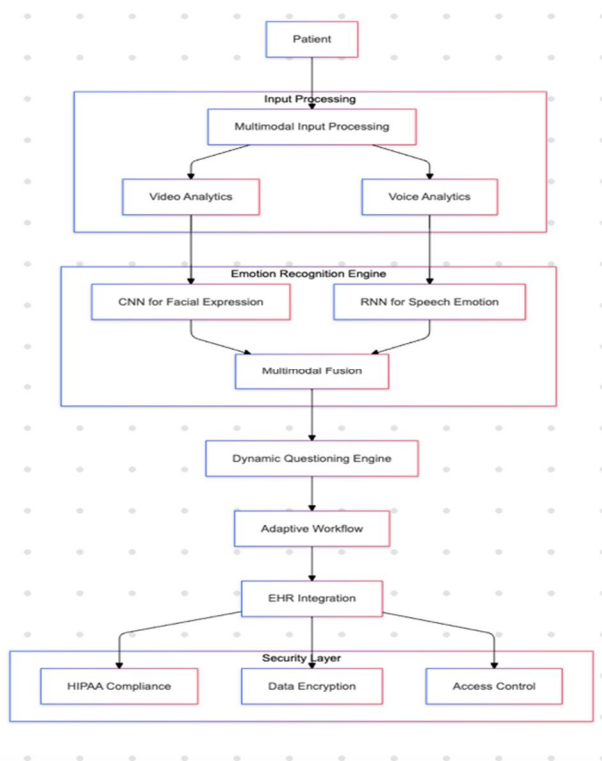 Patient
Input Processing
Multimodal Input Processing
Video Analytics
Voice Analytics
Emotion Recognition Engine
CNN for Facial Expression
RNN for Speech Emotion
Multimodal Fusion
Dynamic Questioning Engine
Adaptive Workflow
EHR Integration
Security Layer
HIPAA Compliance
Data Encryption
Access Control